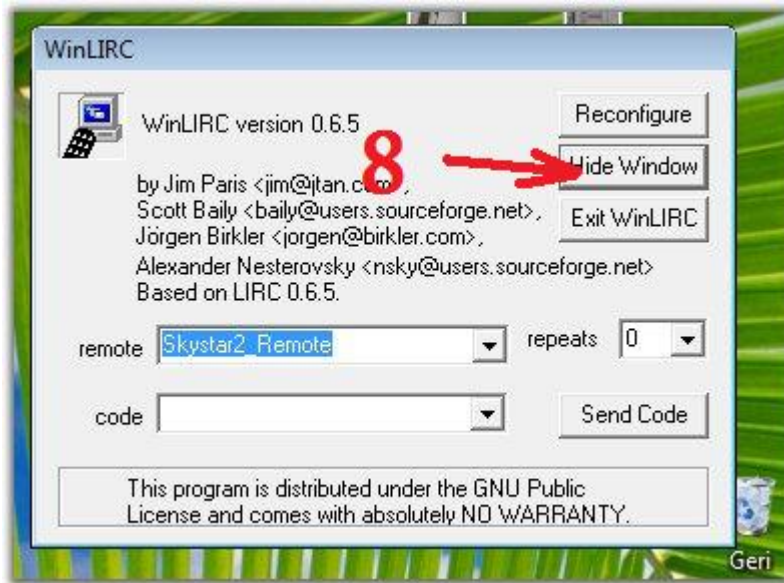 WinLIRC
WinLIRC version 0.6.5
Reconfigure
8
Hide Window
by Jim Paris <jim@jtan.com>,
Scott Baily <baily@users.sourceforge.net>,
Exit WinLIRC
Jörgen Birkler <jorgen@birkler.com>,
Alexander Nesterovsky <nsky@users.sourceforge.net>
Based on LIRC 0.6.5.
remote Skystar2_Remote repeats 0
code Send Code
This program is distributed under the GNU Public
License and comes with absolutely NO WARRANTY.
Geri